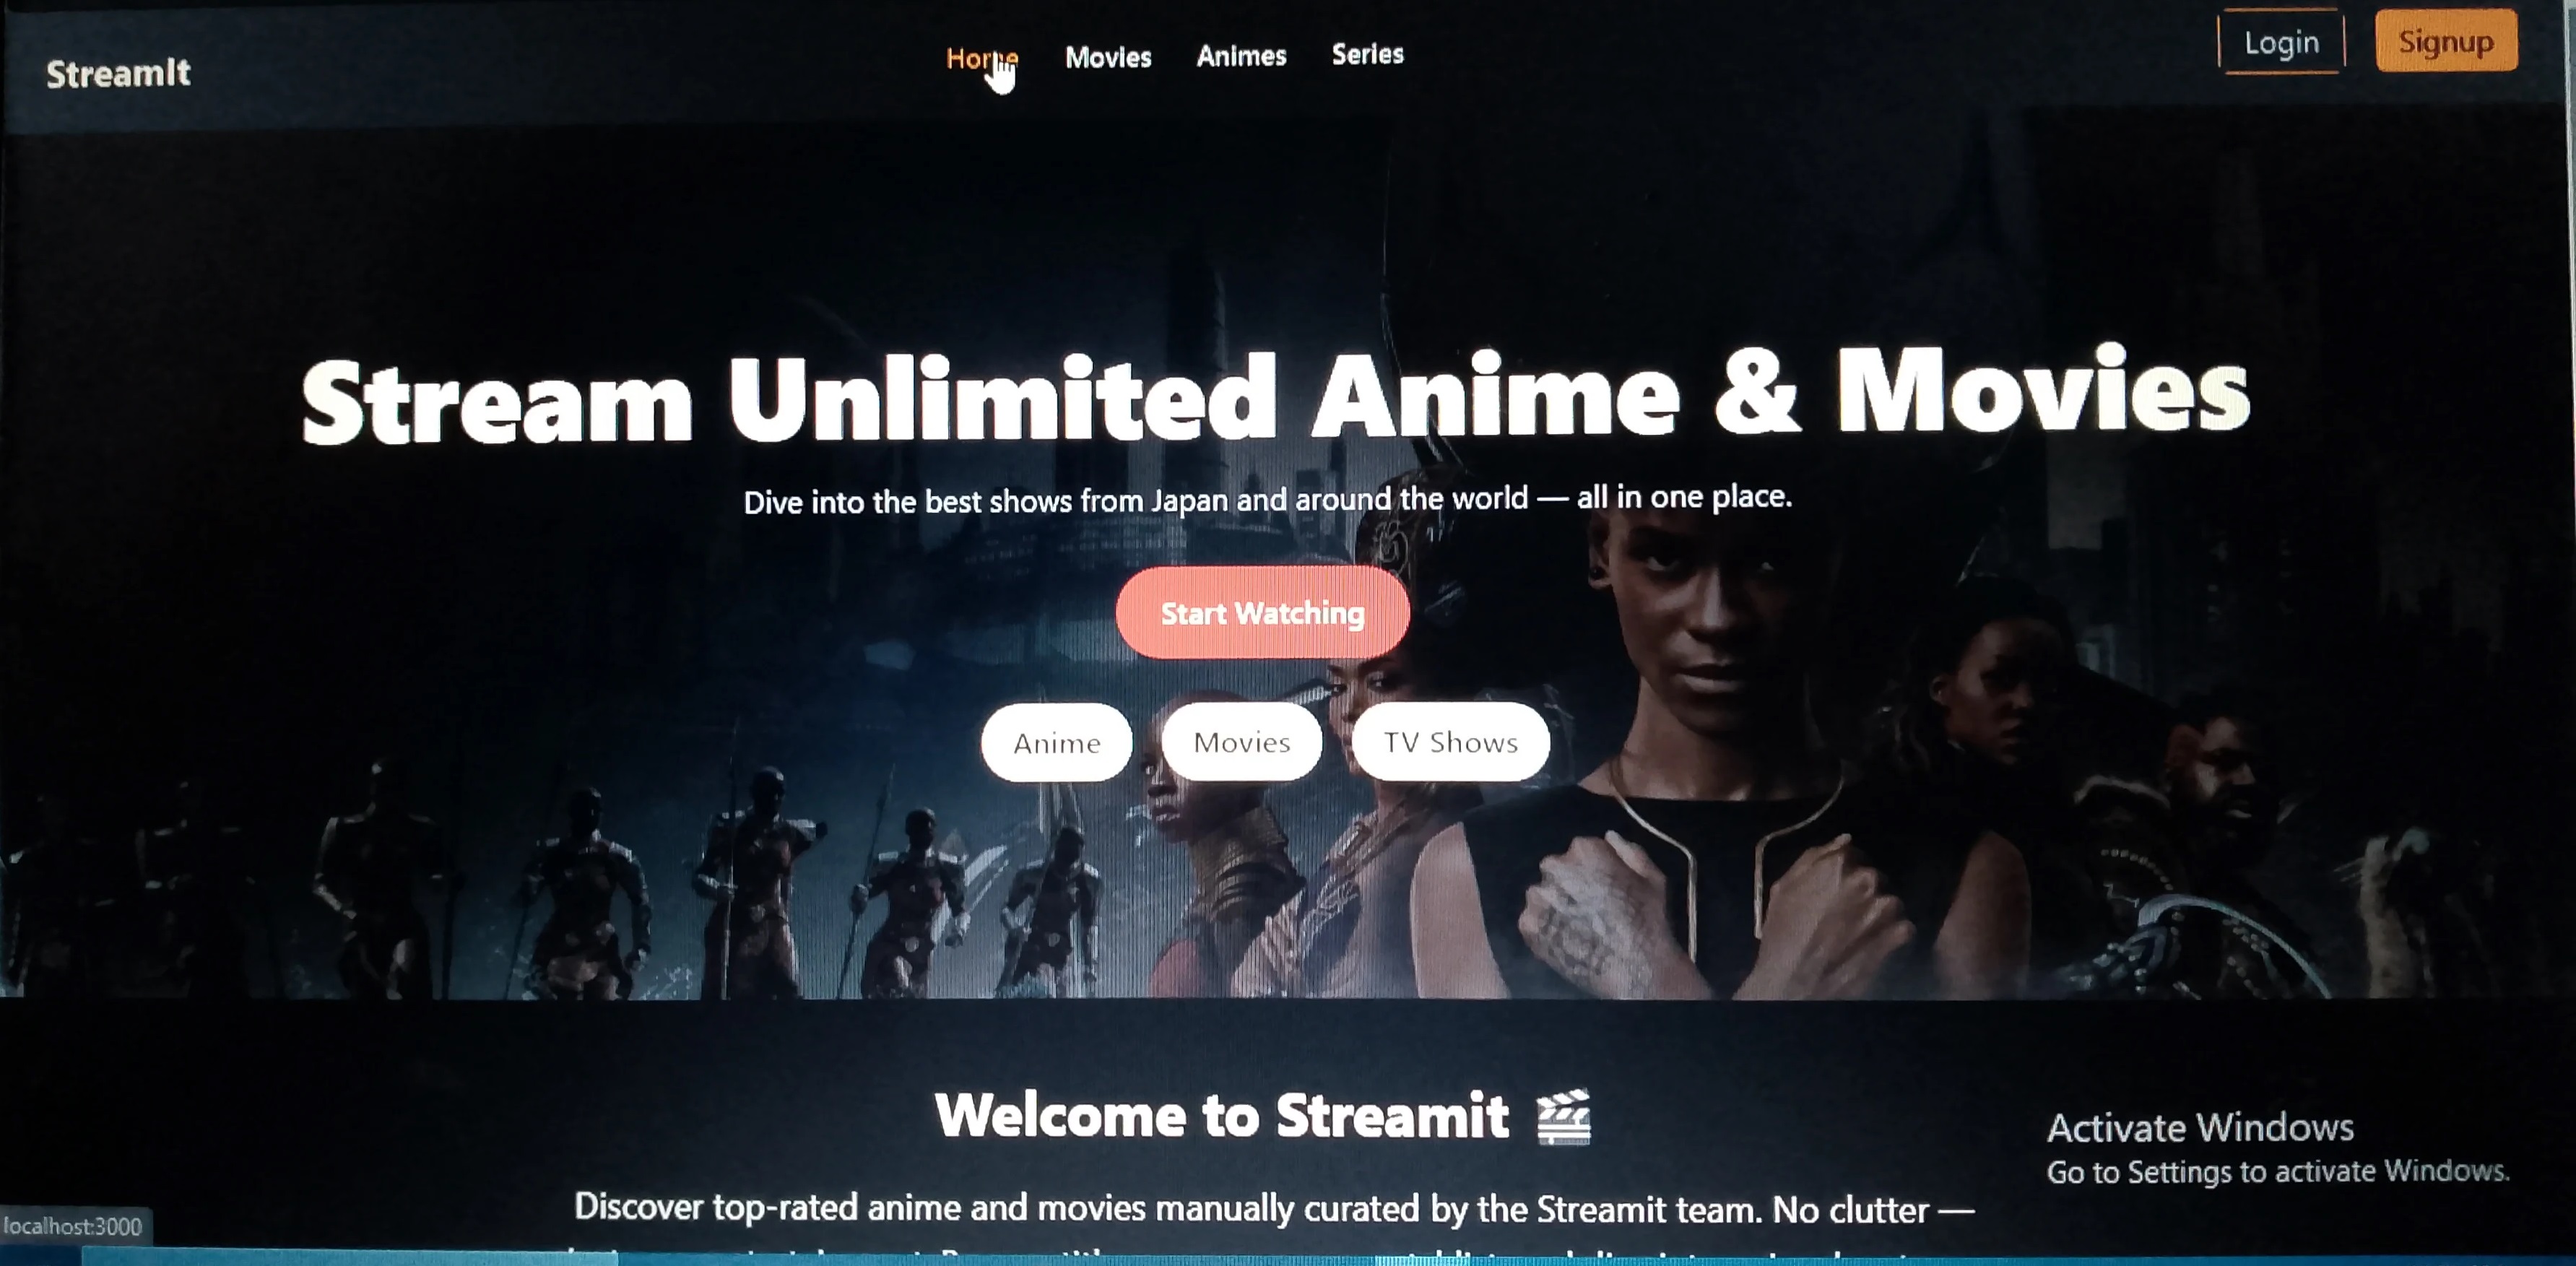 StreamIt
Home Movies Animes Series
Login Signup
Stream Unlimited Anime & Movies
Dive into the best shows from Japan and around the world — all in one place.
Start Watching
Anime Movies TV Shows
Welcome to Streamit
Activate Windows
Go to Settings to activate Windows.
Discover top-rated anime and movies manually curated by the Streamit team. No clutter —
localhost:3000